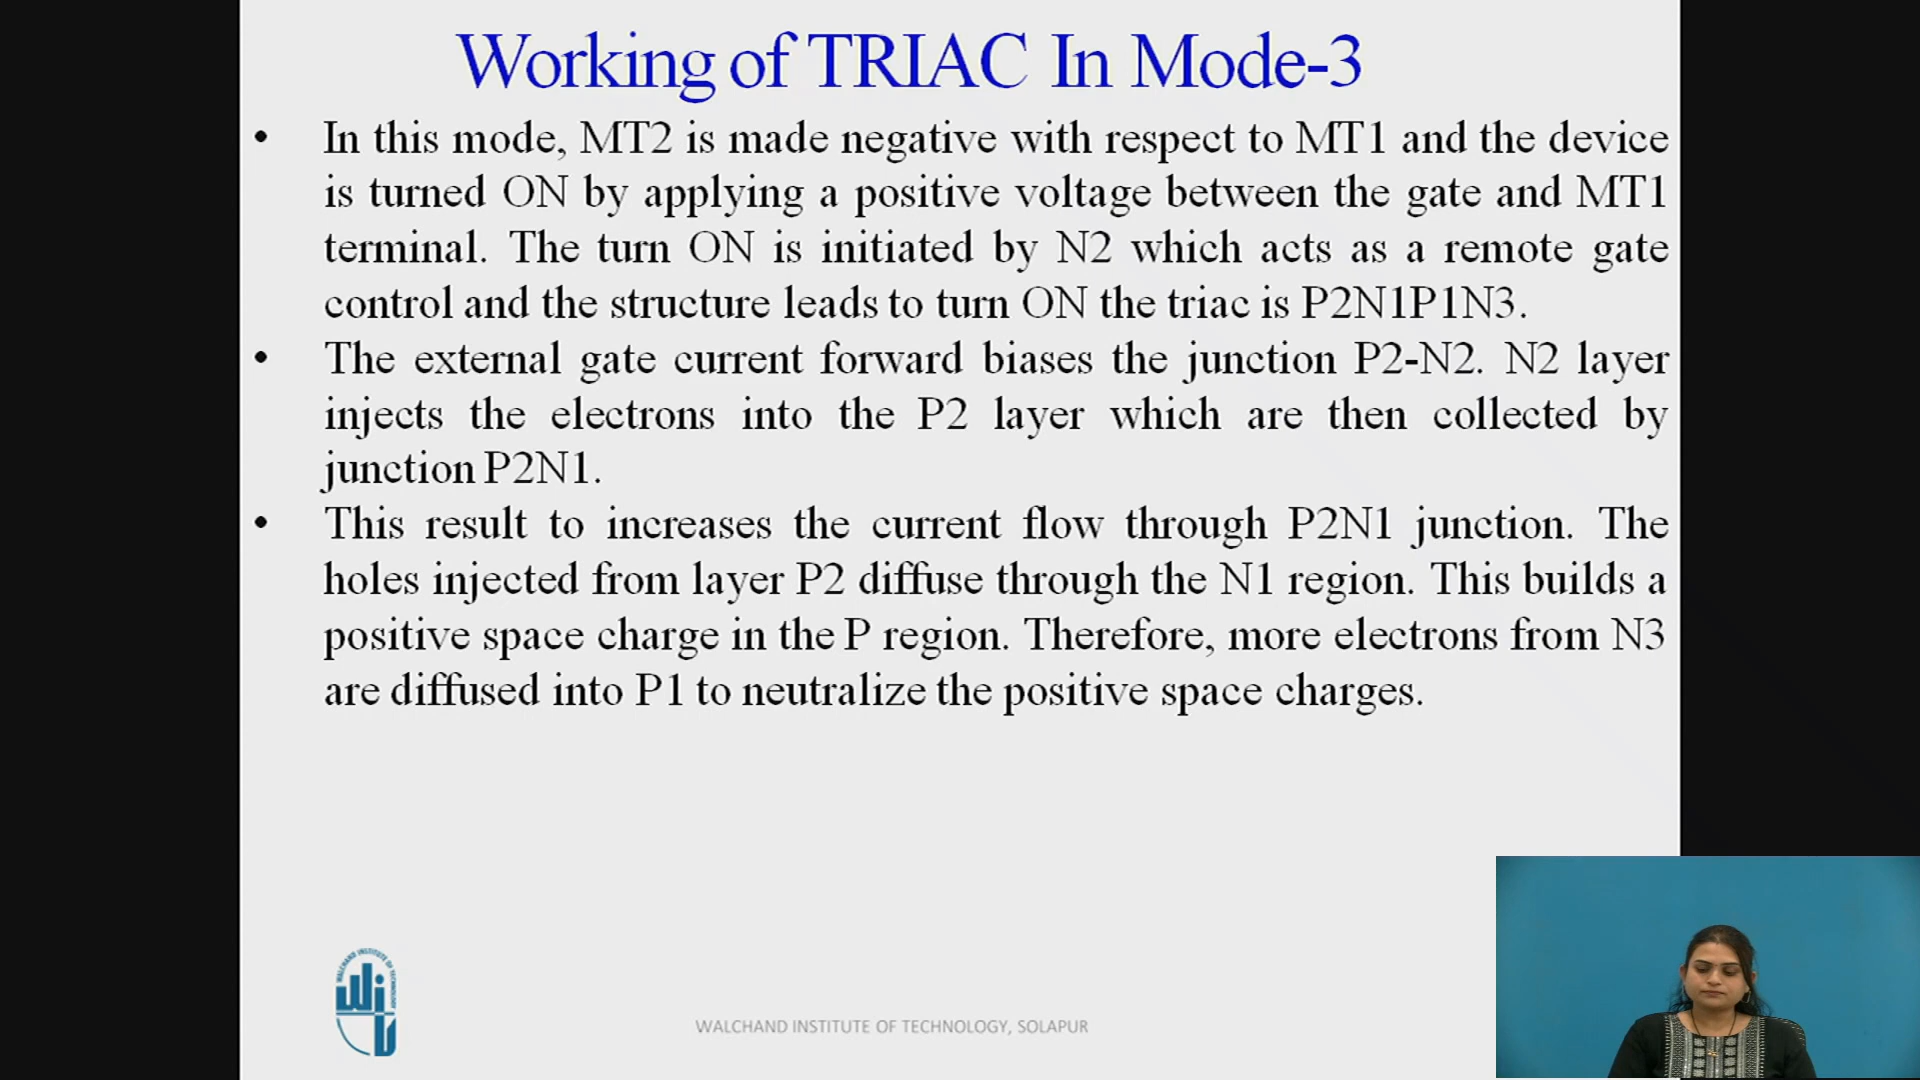 Working of TRIAC In Mode-3
• In this mode, MT2 is made negative with respect to MT1 and the device
is turned ON by applying a positive voltage between the gate and MT1
terminal. The turn ON is initiated by N2 which acts as a remote gate
control and the structure leads to turn ON the triac is P2N1P1N3.
• The external gate current forward biases the junction P2-N2. N2 layer
injects the electrons into the P2 layer which are then collected by
junction P2N1.
• This result to increases the current flow through P2N1 junction. The
holes injected from layer P2 diffuse through the N1 region. This builds a
positive space charge in the P region. Therefore, more electrons from N3
are diffused into P1 to neutralize the positive space charges.
WALCHAND INSTITUTE OF TECHNOLOGY
WIT
WALCHAND INSTITUTE OF TECHNOLOGY, SOLAPUR